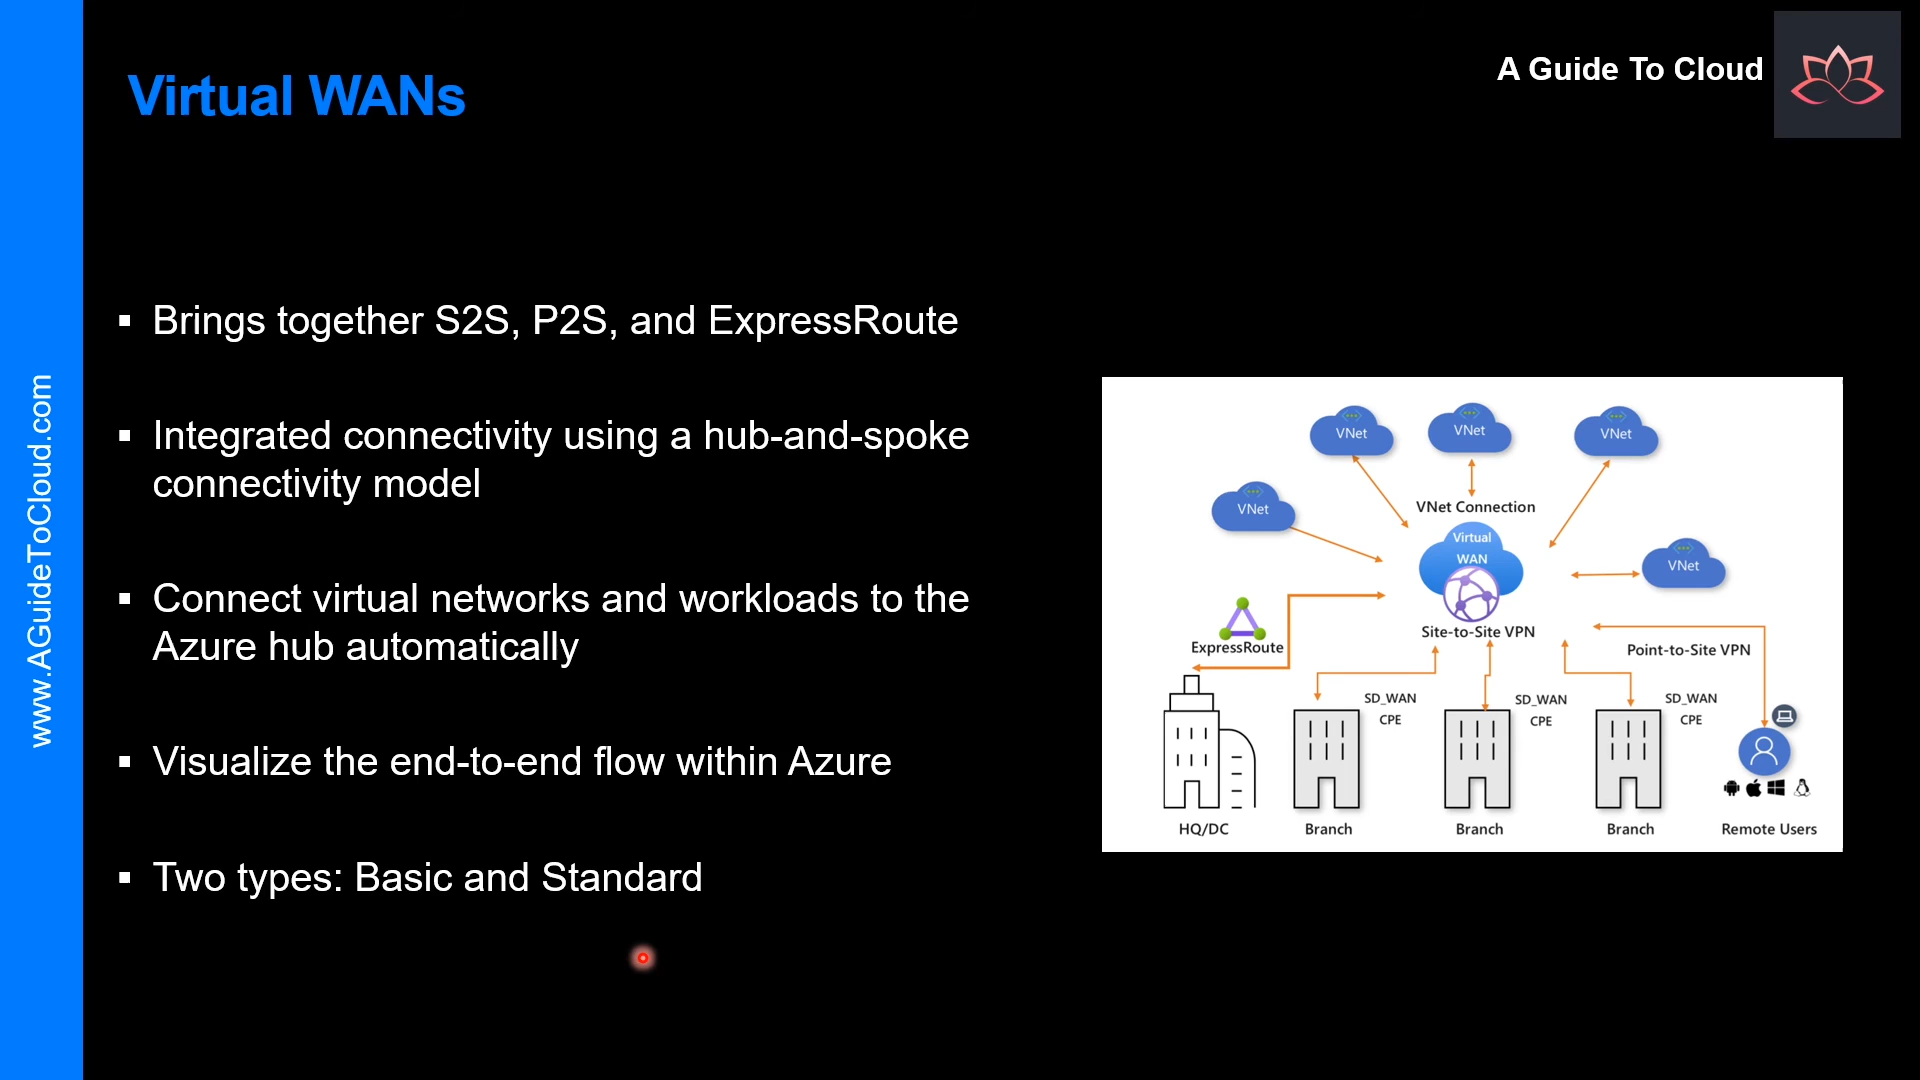 Virtual WANs
A Guide To Cloud
www.AGuideToCloud.com
▪ Brings together S2S, P2S, and ExpressRoute
▪ Integrated connectivity using a hub-and-spoke
connectivity model
▪ Connect virtual networks and workloads to the
Azure hub automatically
▪ Visualize the end-to-end flow within Azure
▪ Two types: Basic and Standard
VNet
VNet
VNet
VNet
VNet Connection
Virtual
WAN
VNet
Site-to-Site VPN
ExpressRoute
Point-to-Site VPN
SD_WAN
CPE
SD_WAN
CPE
SD_WAN
CPE
HQ/DC
Branch
Branch
Branch
Remote Users